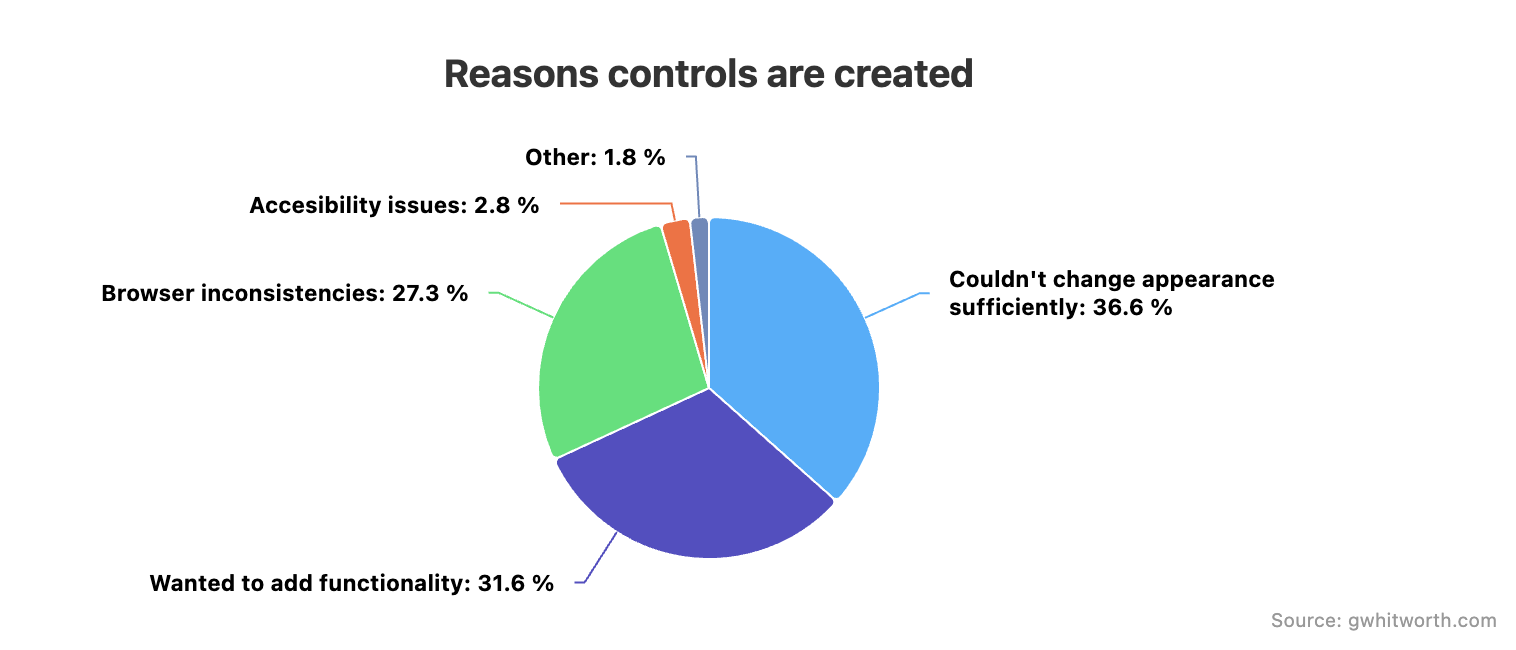 Reasons controls are created
Other: 1.8 %
Accesibility issues: 2.8 %
Browser inconsistencies: 27.3 %
Couldn't change appearance
sufficiently: 36.6 %
Wanted to add functionality: 31.6 %
Source: gwhitworth.com